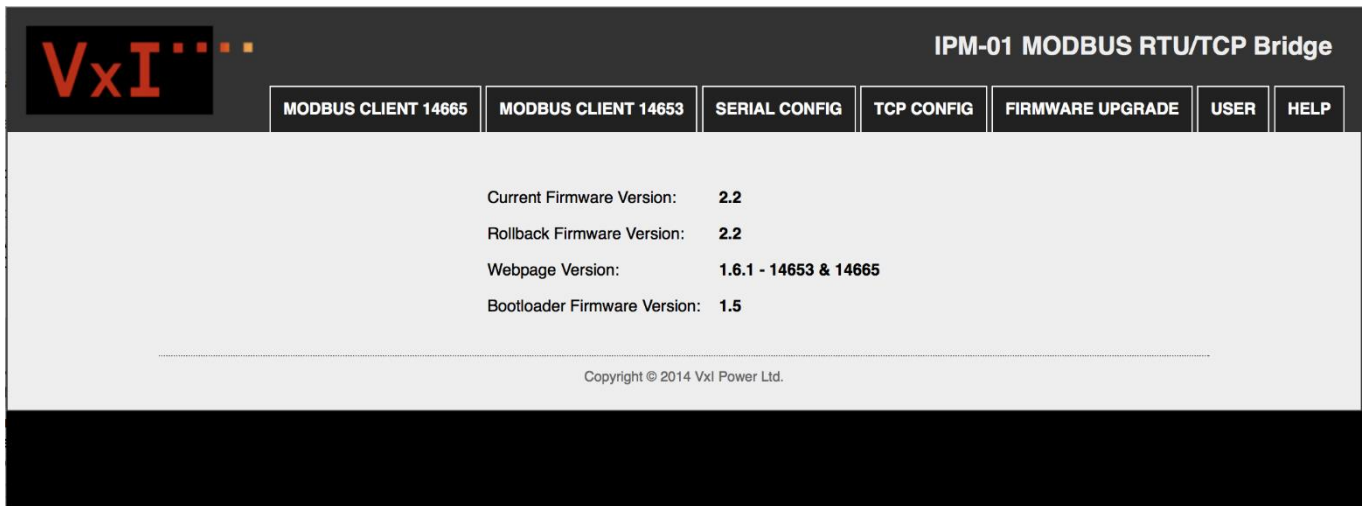 VxI
IPM-01 MODBUS RTU/TCP Bridge
MODBUS CLIENT 14665 MODBUS CLIENT 14653 SERIAL CONFIG TCP CONFIG FIRMWARE UPGRADE USER HELP
Current Firmware Version: 2.2
Rollback Firmware Version: 2.2
Webpage Version: 1.6.1 - 14653 & 14665
Bootloader Firmware Version: 1.5
Copyright © 2014 VxI Power Ltd.